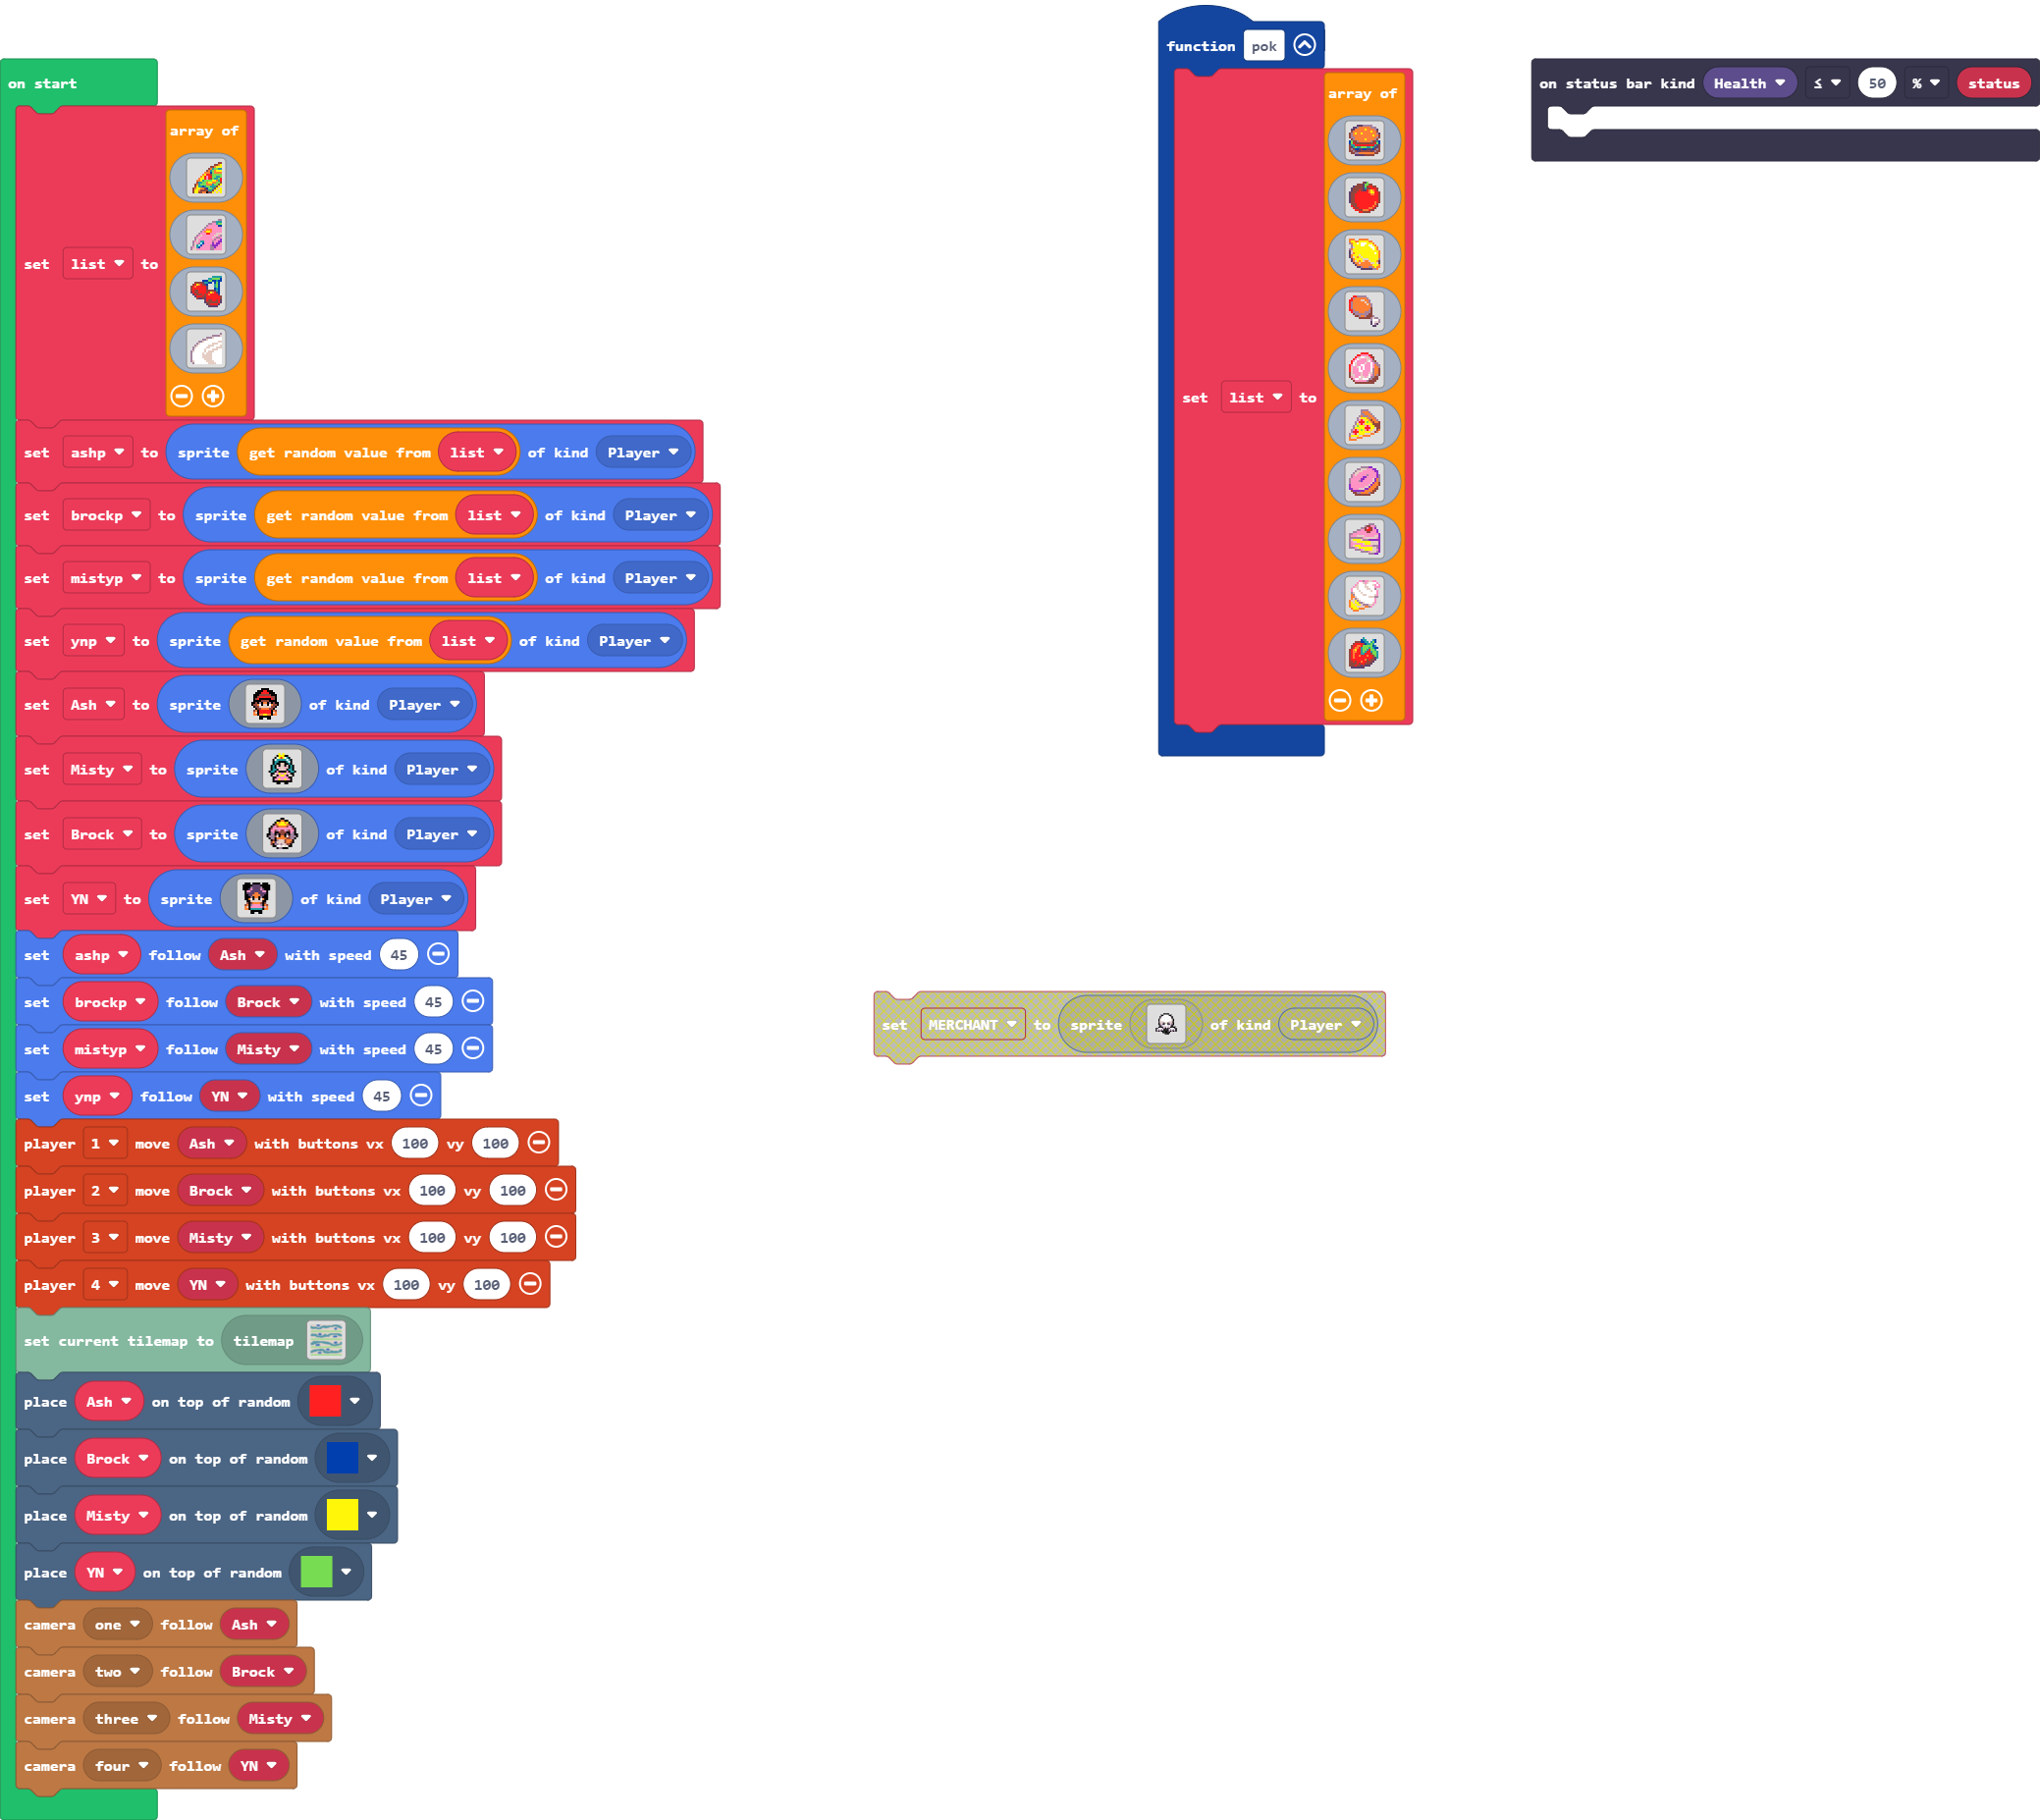 on start
array of
set list to
set ashp to sprite get random value from list of kind Player
set brockp to sprite get random value from list of kind Player
set mistyp to sprite get random value from list of kind Player
set ynp to sprite get random value from list of kind Player
set Ash to sprite of kind Player
set Misty to sprite of kind Player
set Brock to sprite of kind Player
set YN to sprite of kind Player
set ashp follow Ash with speed 45
set brockp follow Brock with speed 45
set mistyp follow Misty with speed 45
set ynp follow YN with speed 45
player 1 move Ash with buttons vx 100 vy 100
player 2 move Brock with buttons vx 100 vy 100
player 3 move Misty with buttons vx 100 vy 100
player 4 move YN with buttons vx 100 vy 100
set current tilemap to tilemap
place Ash on top of random
place Brock on top of random
place Misty on top of random
place YN on top of random
camera one follow Ash
camera two follow Brock
camera three follow Misty
camera four follow YN
function pok
array of
set list to
on status bar kind Health ≤ 50 % status
set MERCHANT to sprite of kind Player